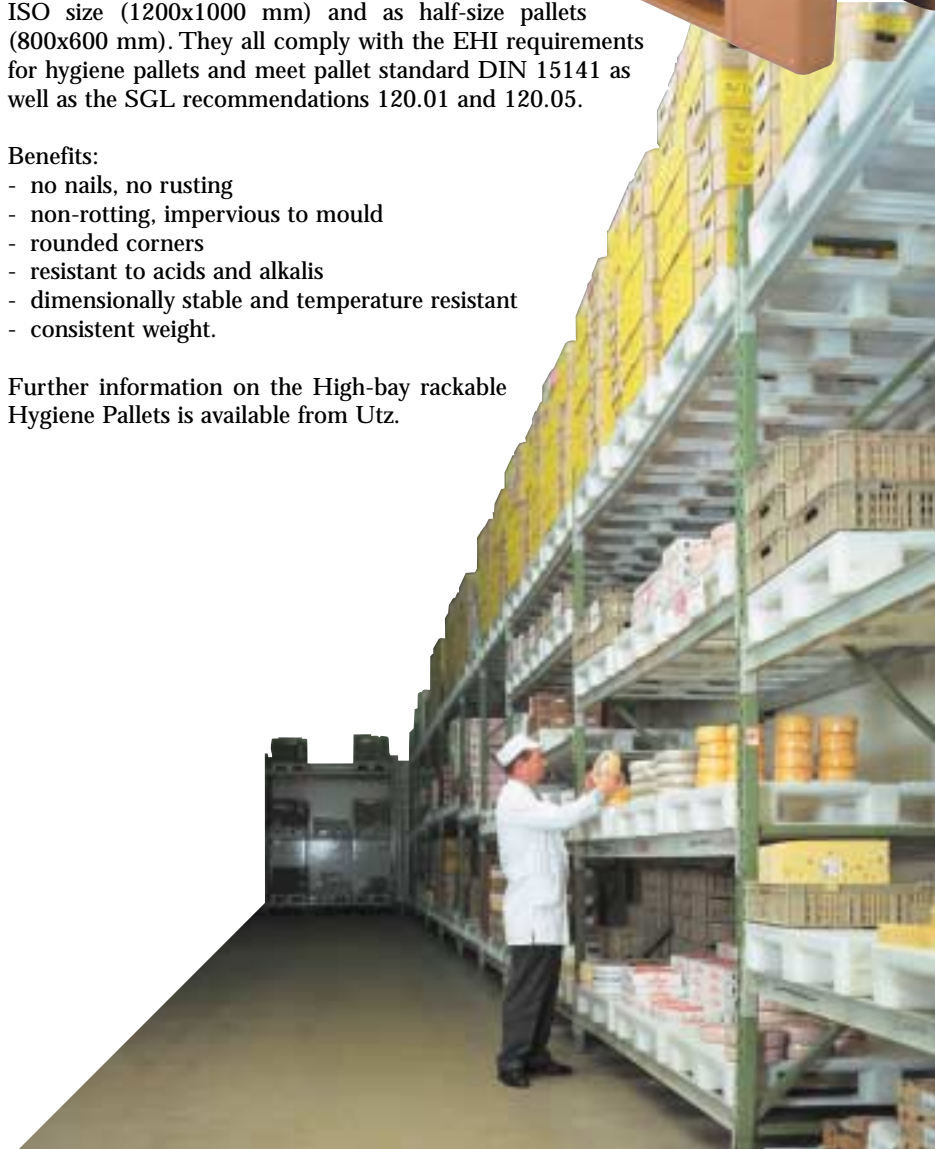 ISO size (1200x1000 mm) and as half-size pallets
(800x600 mm). They all comply with the EHI requirements
for hygiene pallets and meet pallet standard DIN 15141 as
well as the SGL recommendations 120.01 and 120.05.
Benefits:
- no nails, no rusting
- non-rotting, impervious to mould
- rounded corners
- resistant to acids and alkalis
- dimensionally stable and temperature resistant
- consistent weight.
Further information on the High-bay rackable
Hygiene Pallets is available from Utz.